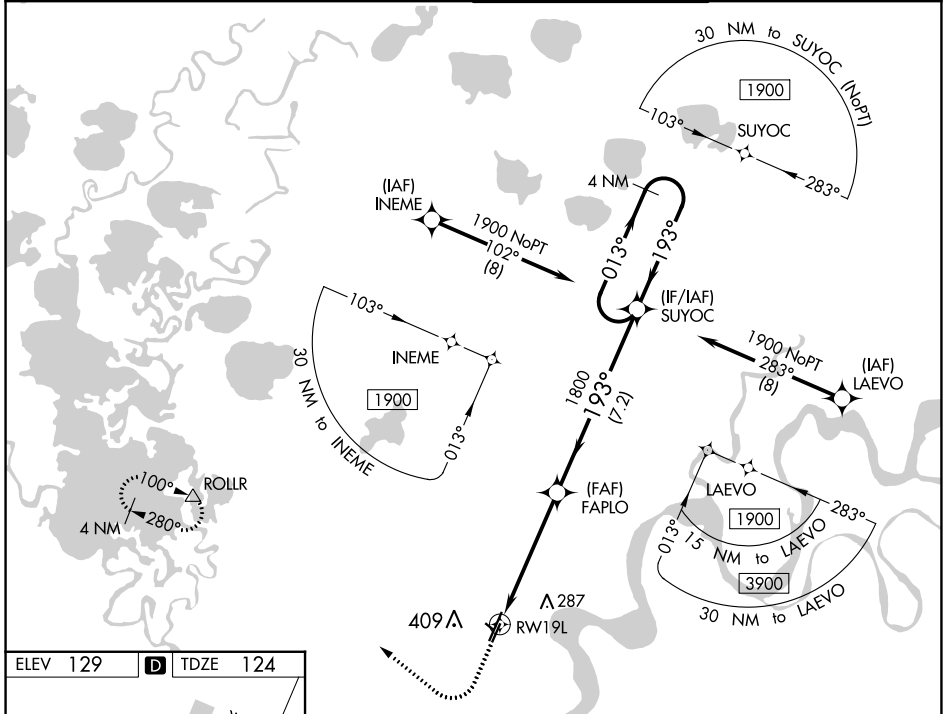 30 NM to SUYOC (NoPT)
1900
103°
SUYOC
283°
4 NM
(IAF)
INEME
1900 NoPT
102°
(8)
013°
193°
(IF/IAF)
SUYOC
103°
INEME
1900
30 NM to INEME
013°
1900 NoPT
283°
(8)
(IAF)
LAEVO
1800
193°
(7.2)
100°
ROLLR
4 NM
280°
(FAF)
FAPLO
LAEVO
283°
1900
013°
15 NM to LAEVO
3900
30 NM to LAEVO
409
287
RW19L
ELEV 129 D TDZE 124